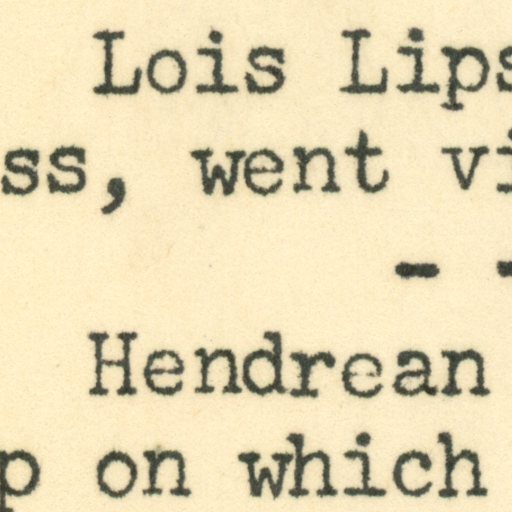 Lois Lips
ss, went vi
- -
Hendrean
p on which